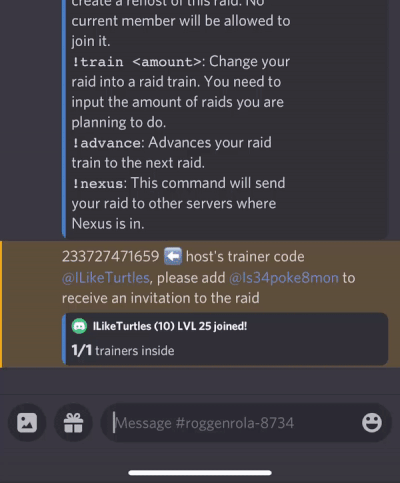 create a rehost of this raid. No
current member will be allowed to
join it.
!train <amount>: Change your
raid into a raid train. You need to
input the amount of raids you are
planning to do.
!advance: Advances your raid
train to the next raid.
!nexus: This command will send
your raid to other servers where
Nexus is in.
233727471659 ⬅️ host's trainer code
@ILikeTurtles, please add @Is34poke8mon to
receive an invitation to the raid
ILikeTurtles (10) LVL 25 joined!
1/1 trainers inside
Message #roggenrola-8734